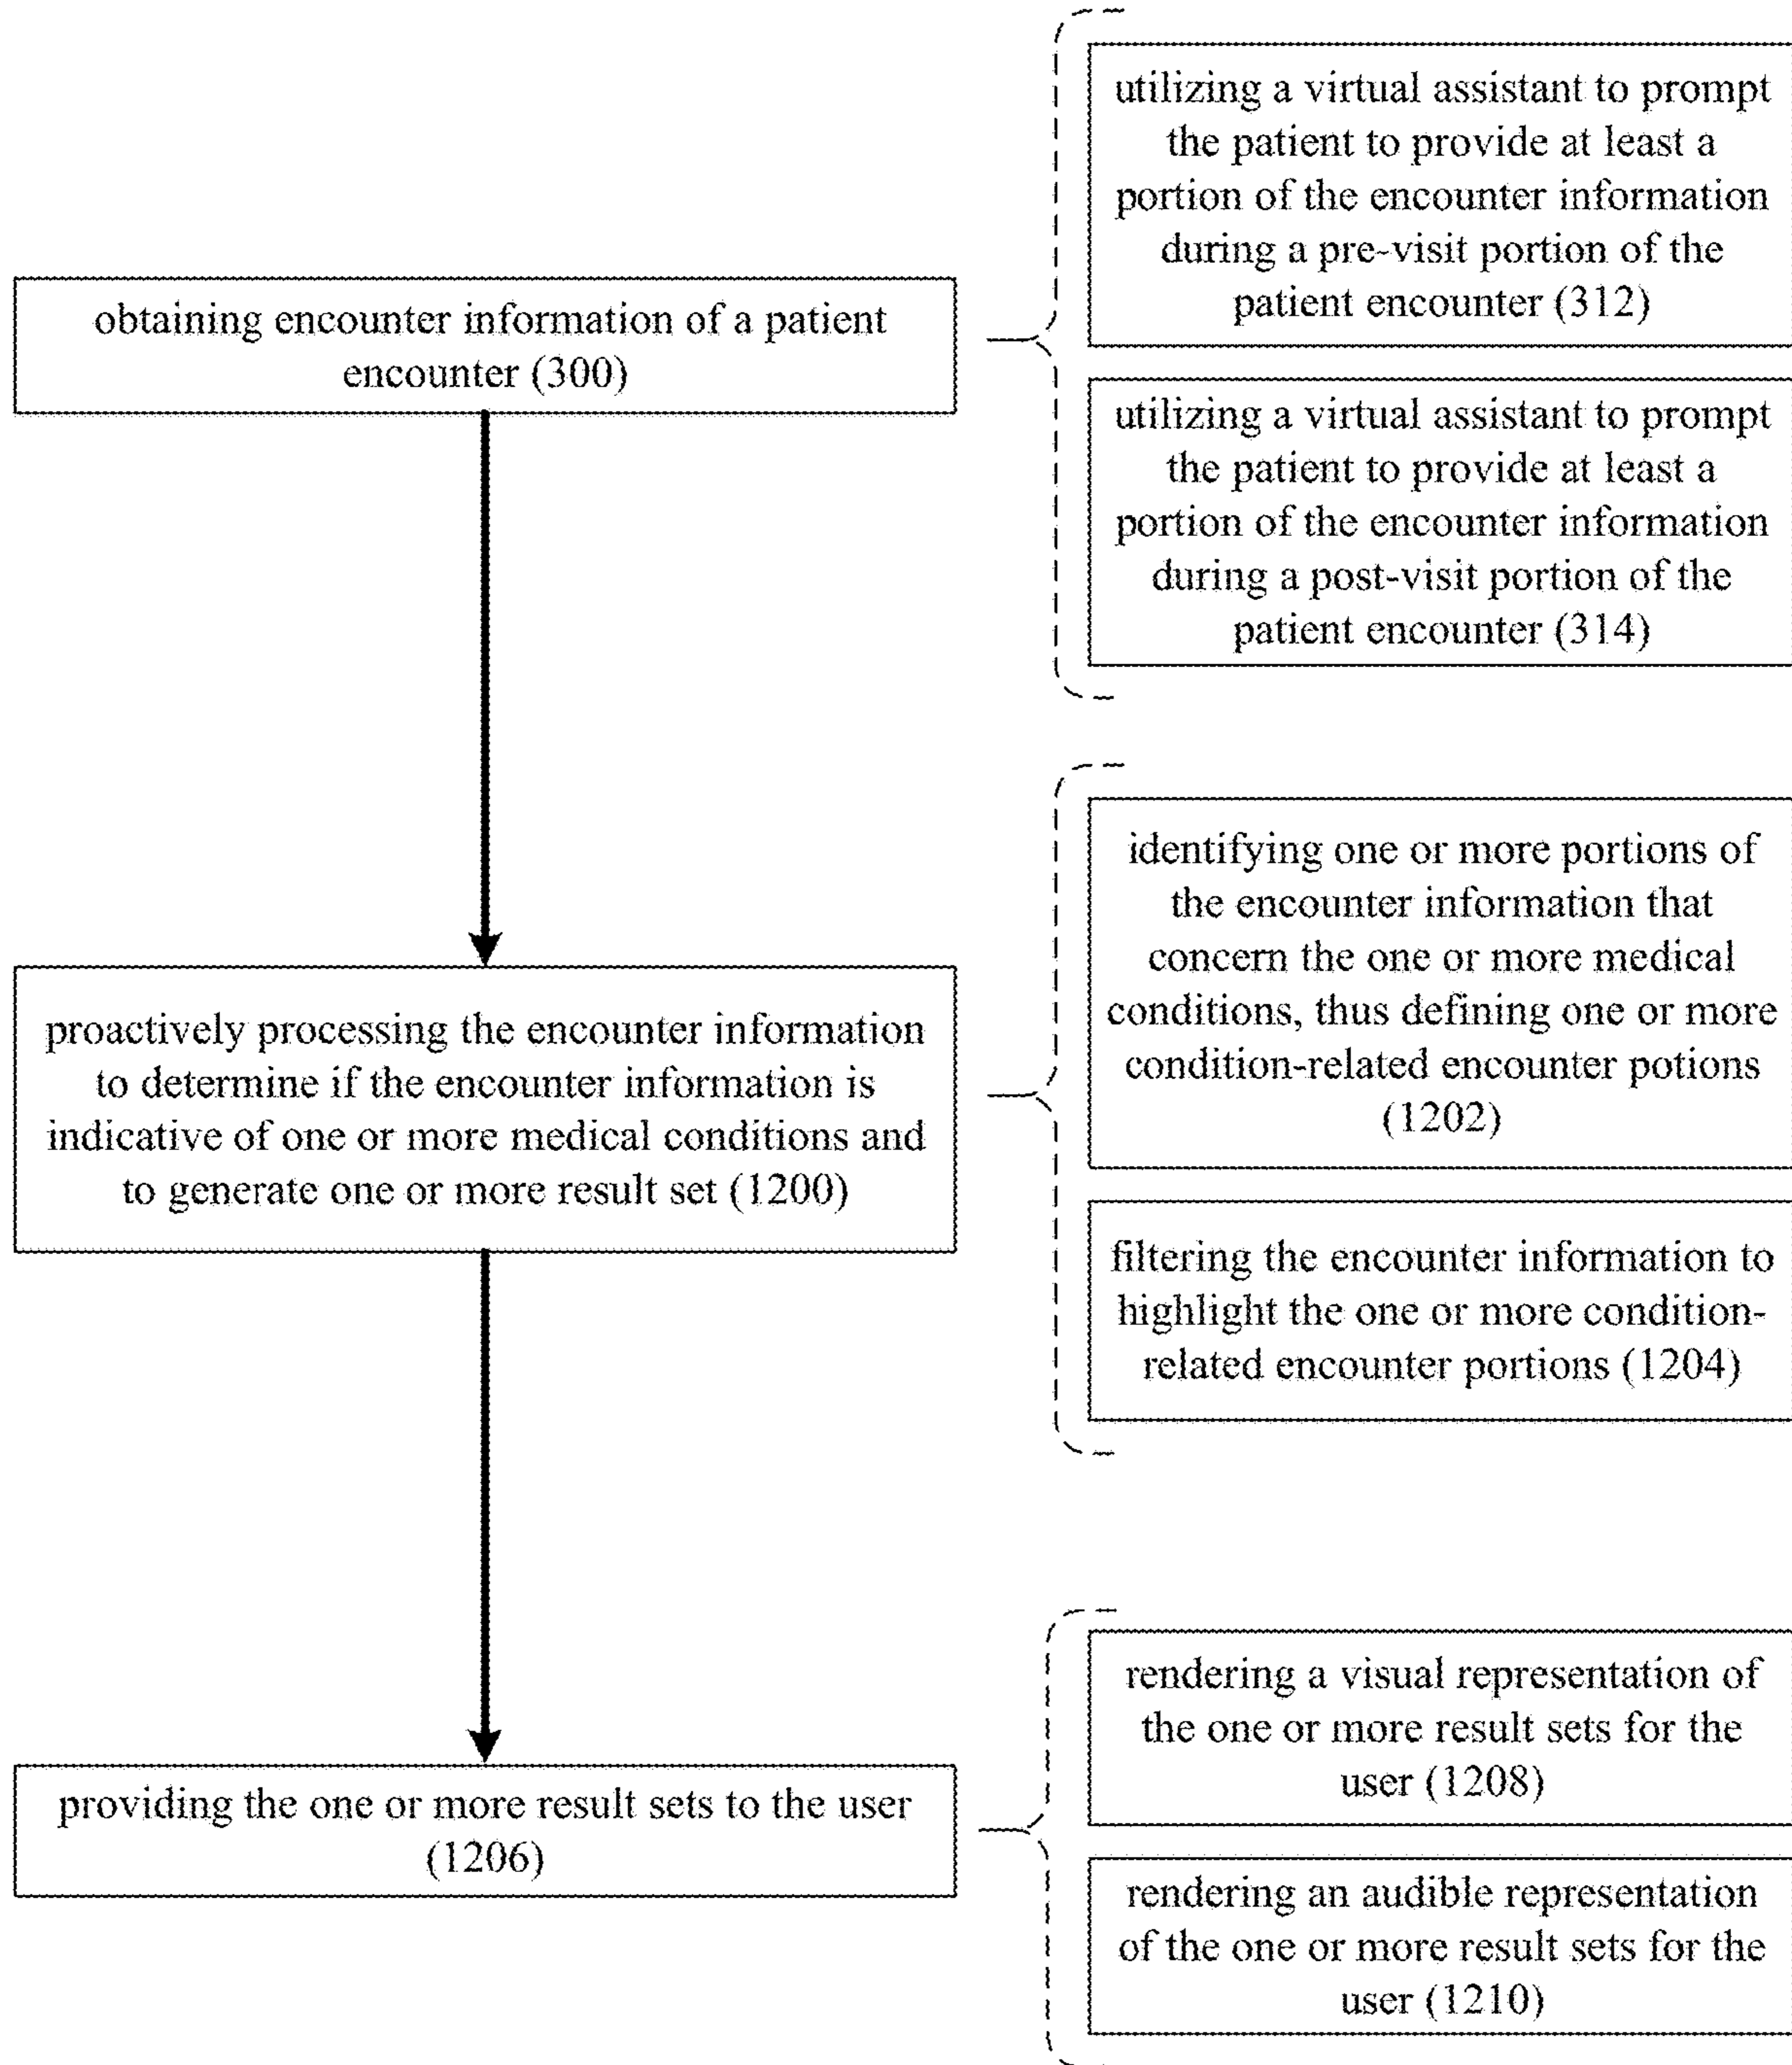 obtaining encounter information of a patient
encounter (300)
utilizing a virtual assistant to prompt
the patient to provide at least a
portion of the encounter information
during a pre-visit portion of the
patient encounter (312)
utilizing a virtual assistant to prompt
the patient to provide at least a
portion of the encounter information
during a post-visit portion of the
patient encounter (314)
proactively processing the encounter information
to determine if the encounter information is
indicative of one or more medical conditions and
to generate one or more result set (1200)
identifying one or more portions of
the encounter information that
concern the one or more medical
conditions, thus defining one or more
condition-related encounter potions
(1202)
filtering the encounter information to
highlight the one or more condition-
related encounter portions (1204)
providing the one or more result sets to the user
(1206)
rendering a visual representation of
the one or more result sets for the
user (1208)
rendering an audible representation
of the one or more result sets for the
user (1210)